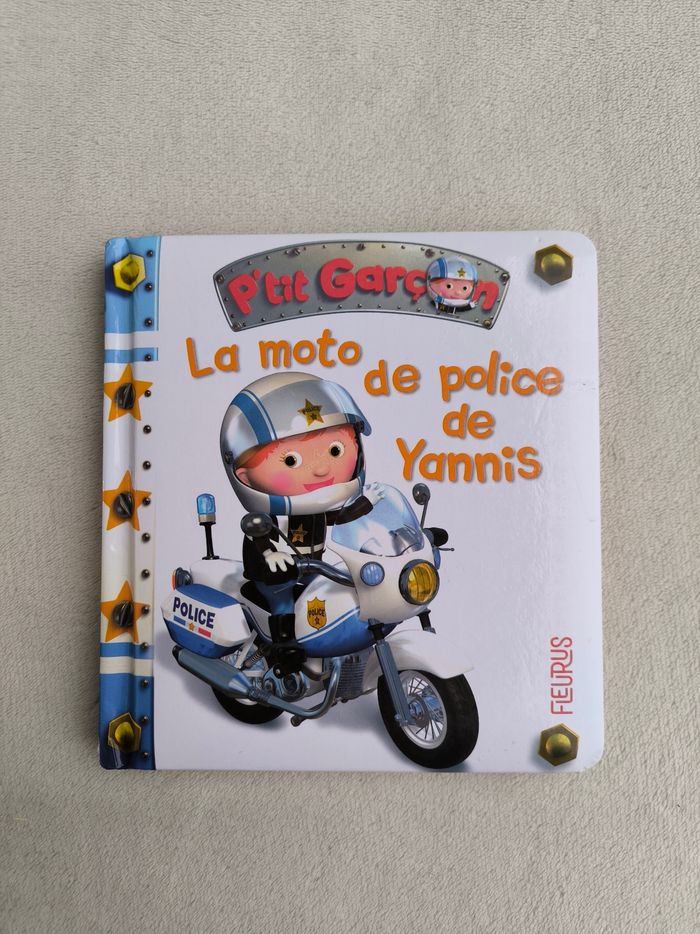 P'tit Garçon
La moto
de police
de
Yannis
POLICE
POLICE
FLEURUS